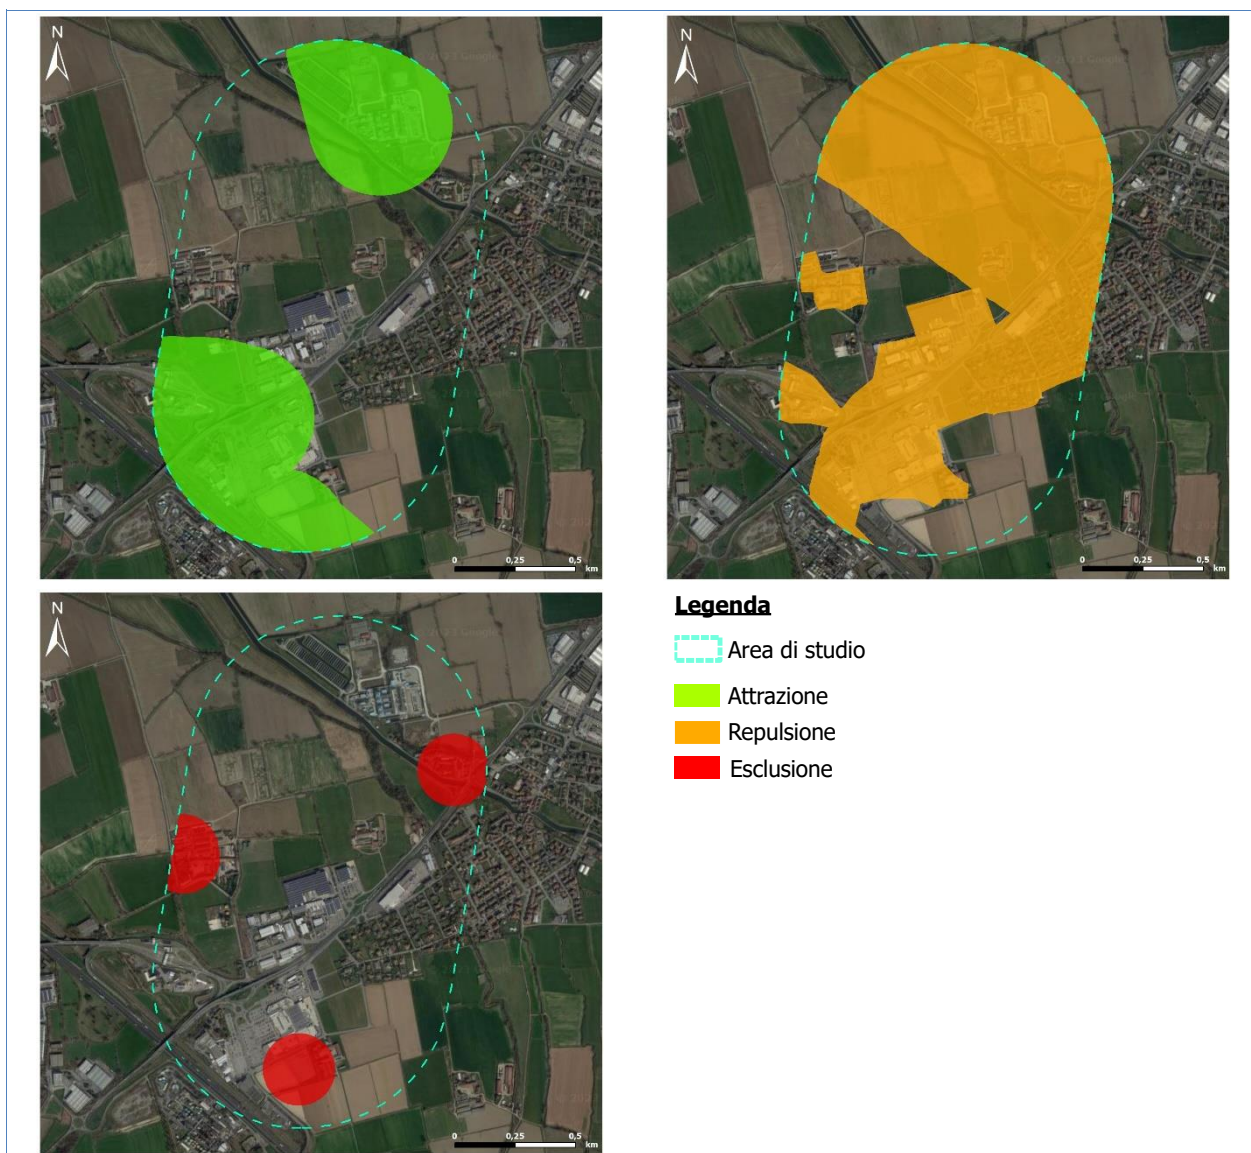 N
N
0 0,25 0,5
km
0 0,25 0,5
km
N
Legenda
Area di studio
Attrazione
Repulsione
Esclusione
0 0,25 0,5
km